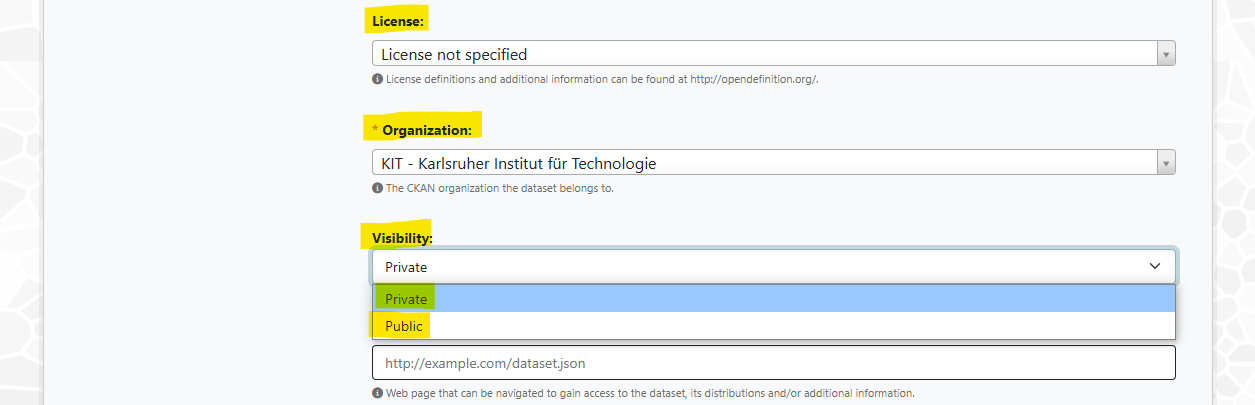 License:
License not specified
License definitions and additional information can be found at http://opendefinition.org/.
* Organization:
KIT - Karlsruher Institut für Technologie
The CKAN organization the dataset belongs to.
Visibility:
Private
Private
Public
http://example.com/dataset.json
Web page that can be navigated to gain access to the dataset, its distributions and/or additional information.